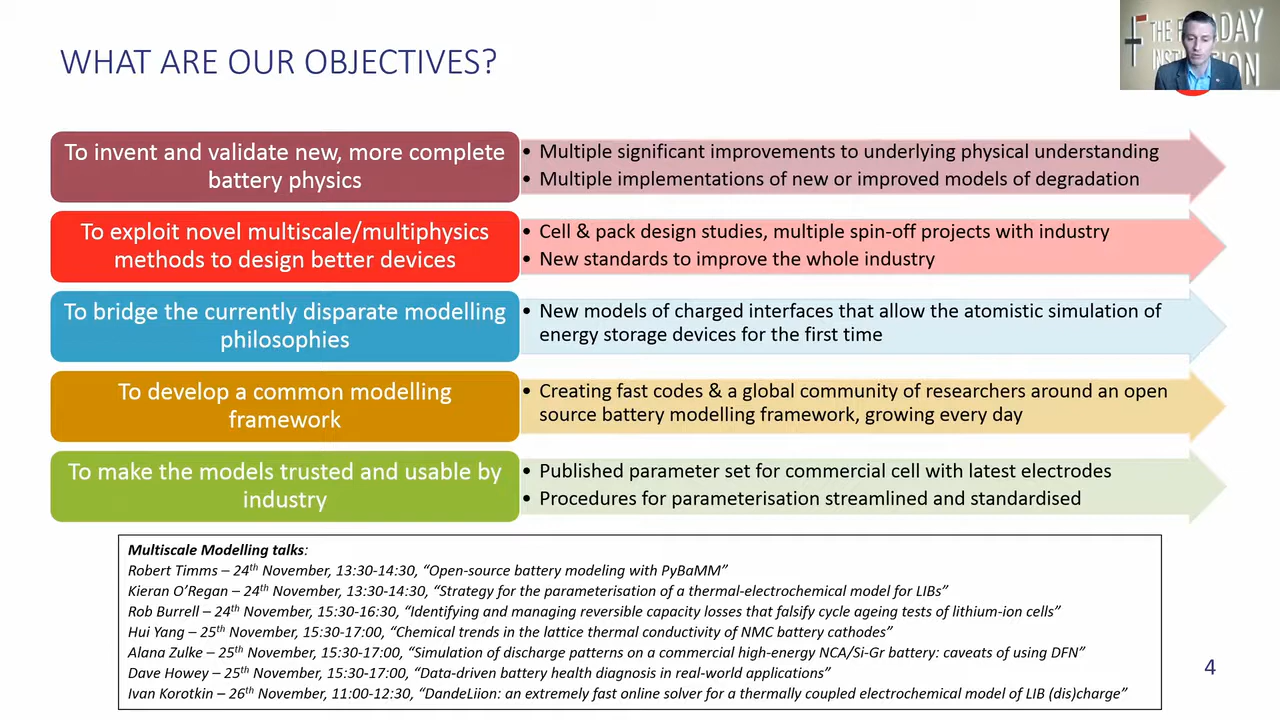 WHAT ARE OUR OBJECTIVES?
To invent and validate new, more complete
battery physics
• Multiple significant improvements to underlying physical understanding
• Multiple implementations of new or improved models of degradation
To exploit novel multiscale/multiphysics
methods to design better devices
• Cell & pack design studies, multiple spin-off projects with industry
• New standards to improve the whole industry
To bridge the currently disparate modelling
philosophies
• New models of charged interfaces that allow the atomistic simulation of
energy storage devices for the first time
To develop a common modelling
framework
• Creating fast codes & a global community of researchers around an open
source battery modelling framework, growing every day
To make the models trusted and usable by
industry
• Published parameter set for commercial cell with latest electrodes
• Procedures for parameterisation streamlined and standardised
Multiscale Modelling talks:
Robert Timms – 24th November, 13:30-14:30, “Open-source battery modeling with PyBaMM”
Kieran O’Regan – 24th November, 13:30-14:30, “Strategy for the parameterisation of a thermal-electrochemical model for LIBs”
Rob Burrell – 24th November, 15:30-16:30, “Identifying and managing reversible capacity losses that falsify cycle ageing tests of lithium-ion cells”
Hui Yang – 25th November, 15:30-17:00, “Chemical trends in the lattice thermal conductivity of NMC battery cathodes”
Alana Zulke – 25th November, 15:30-17:00, “Simulation of discharge patterns on a commercial high-energy NCA/Si-Gr battery: caveats of using DFN”
Dave Howey – 25th November, 15:30-17:00, “Data-driven battery health diagnosis in real-world applications”
Ivan Korotkin – 26th November, 11:00-12:30, “DandeLiion: an extremely fast online solver for a thermally coupled electrochemical model of LIB (dis)charge”
4
THE